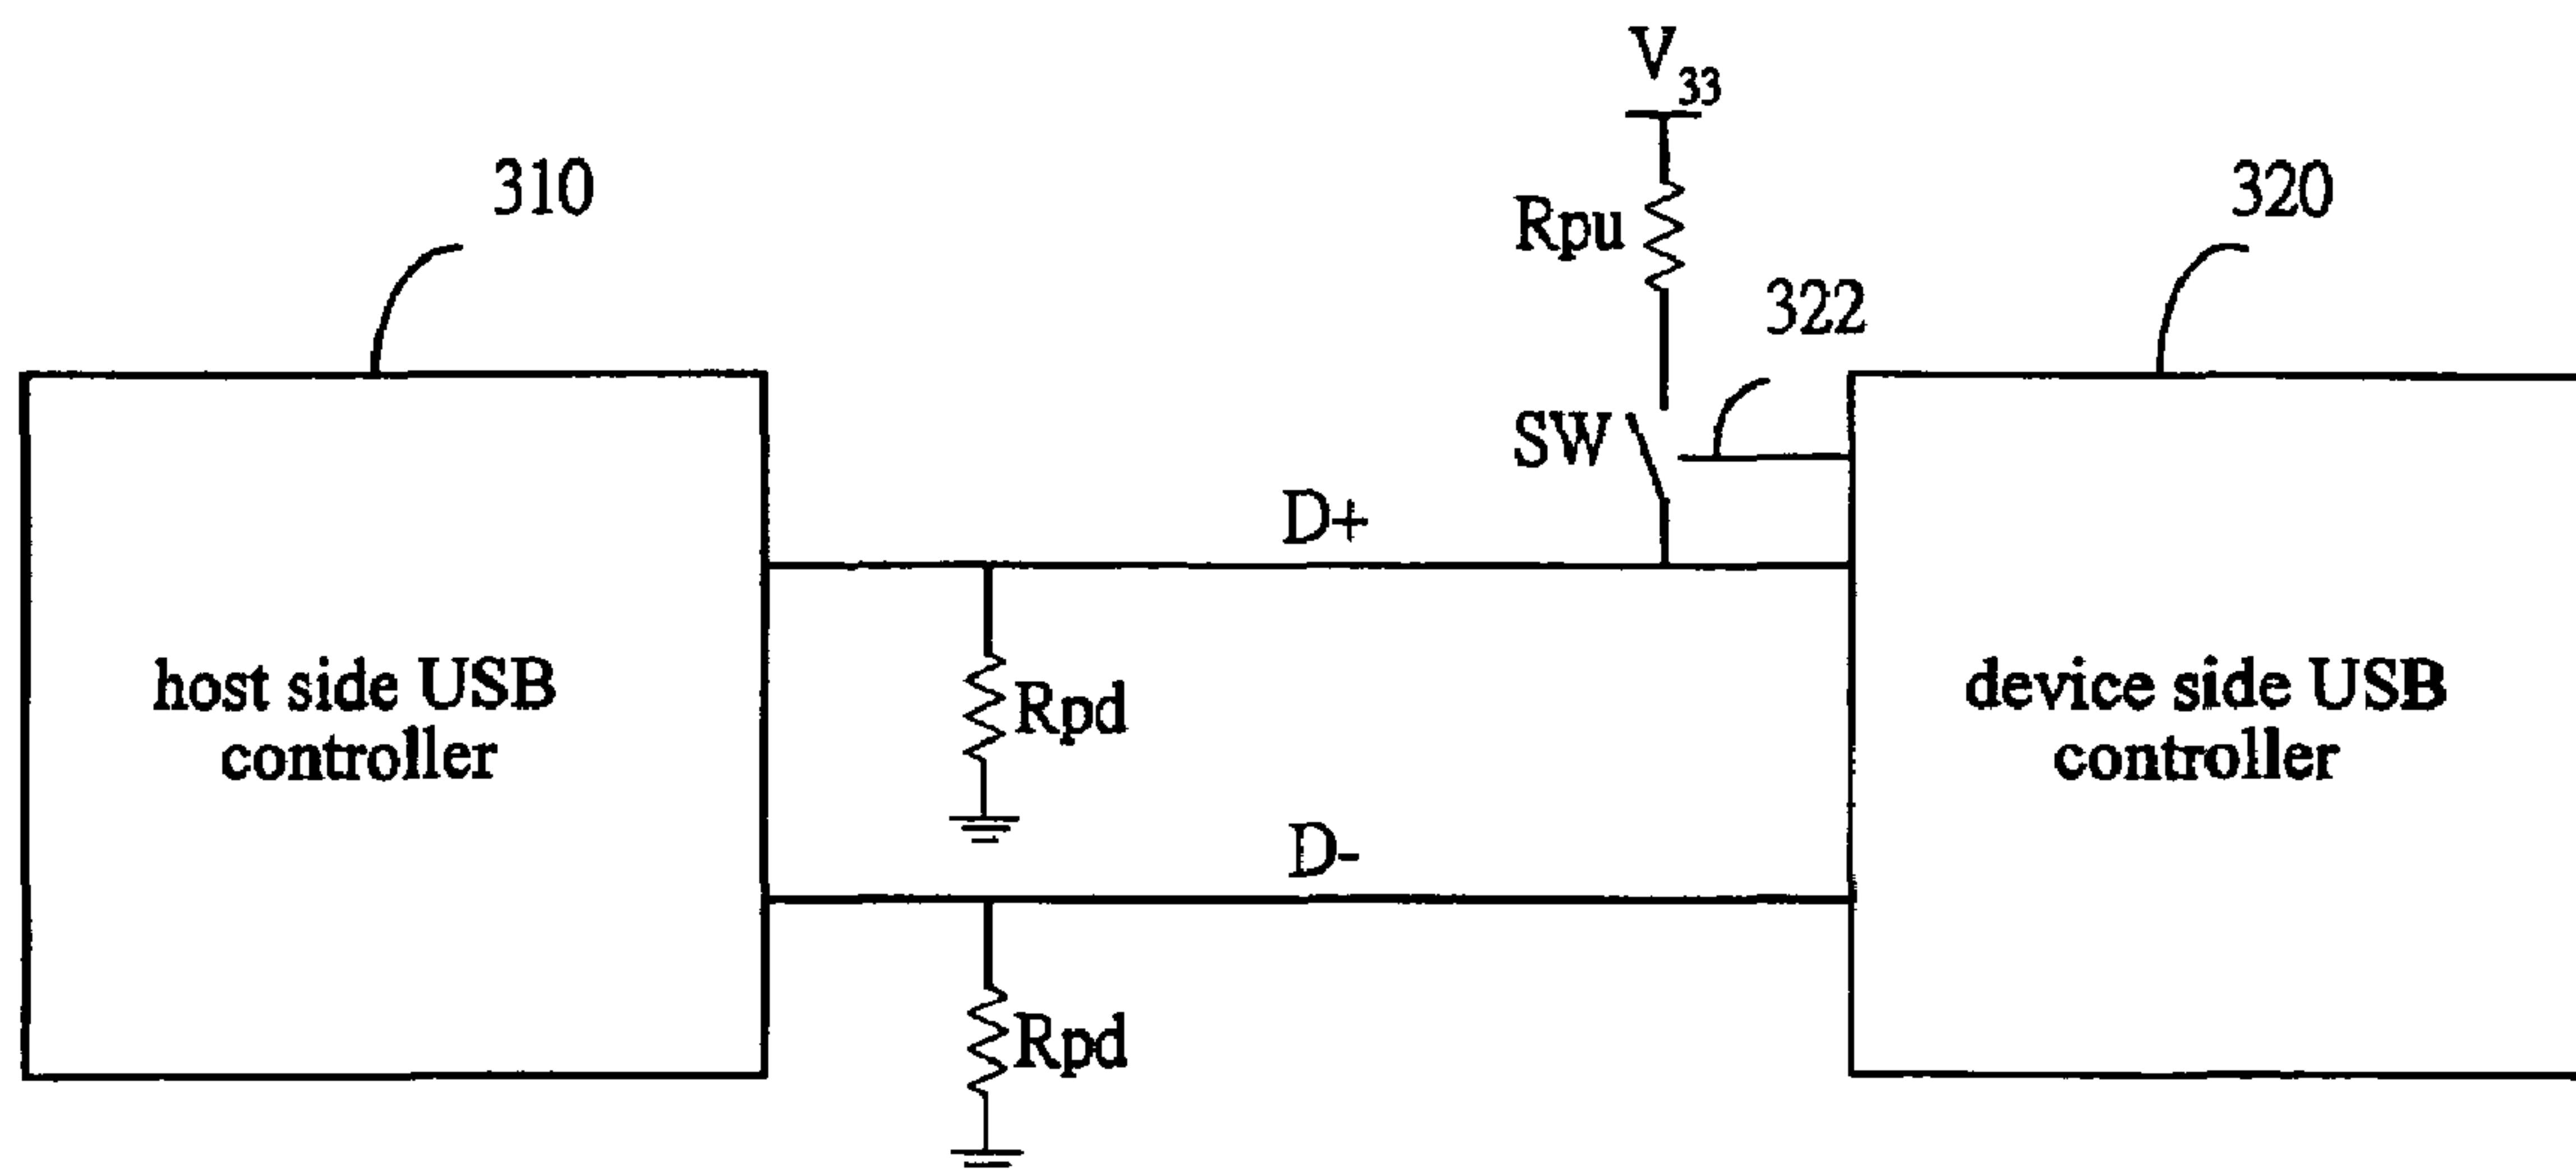 V33
310
Rpu
320
322
SW
D+
host side USB
controller
Rpd
device side USB
controller
D-
Rpd